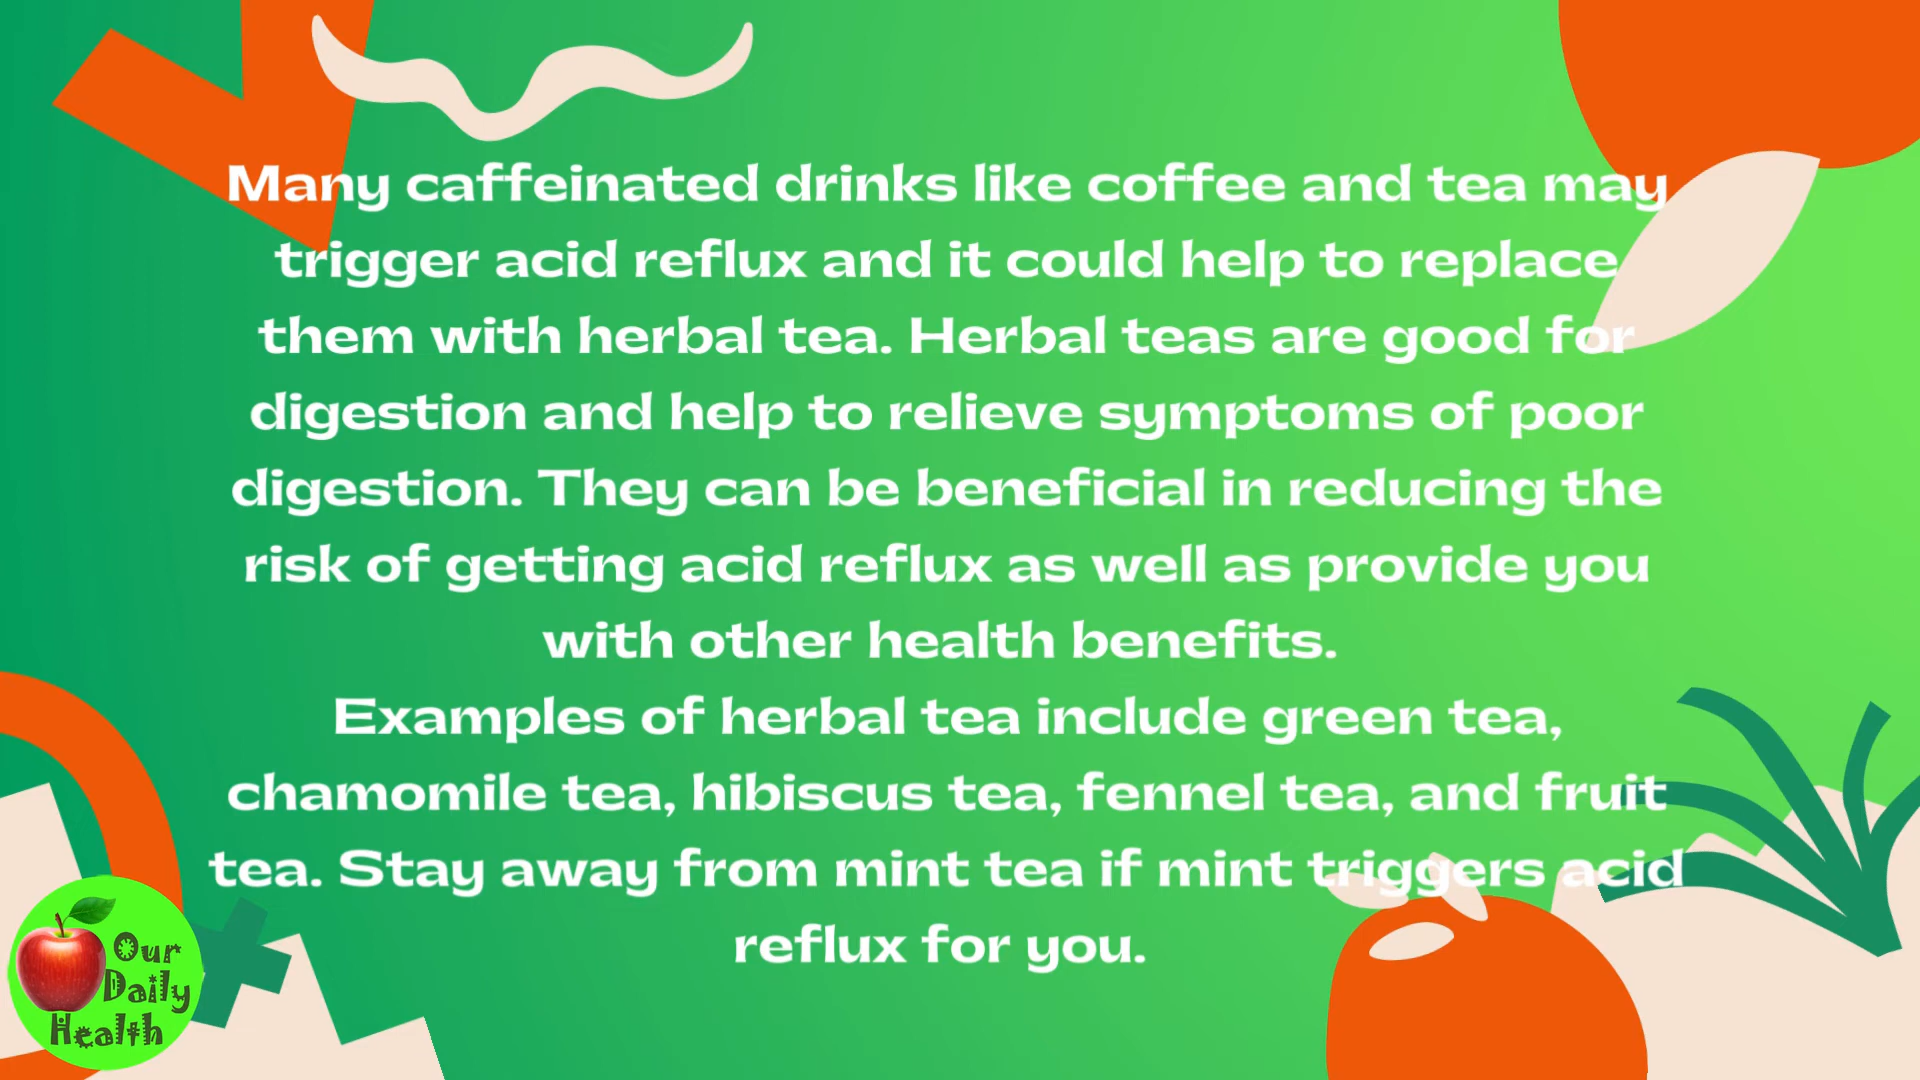 Many caffeinated drinks like coffee and tea may
trigger acid reflux and it could help to replace
them with herbal tea. Herbal teas are good for
digestion and help to relieve symptoms of poor
digestion. They can be beneficial in reducing the
risk of getting acid reflux as well as provide you
with other health benefits.
Examples of herbal tea include green tea,
chamomile tea, hibiscus tea, fennel tea, and fruit
tea. Stay away from mint tea if mint triggers acid
reflux for you.
Our
Daily
Health